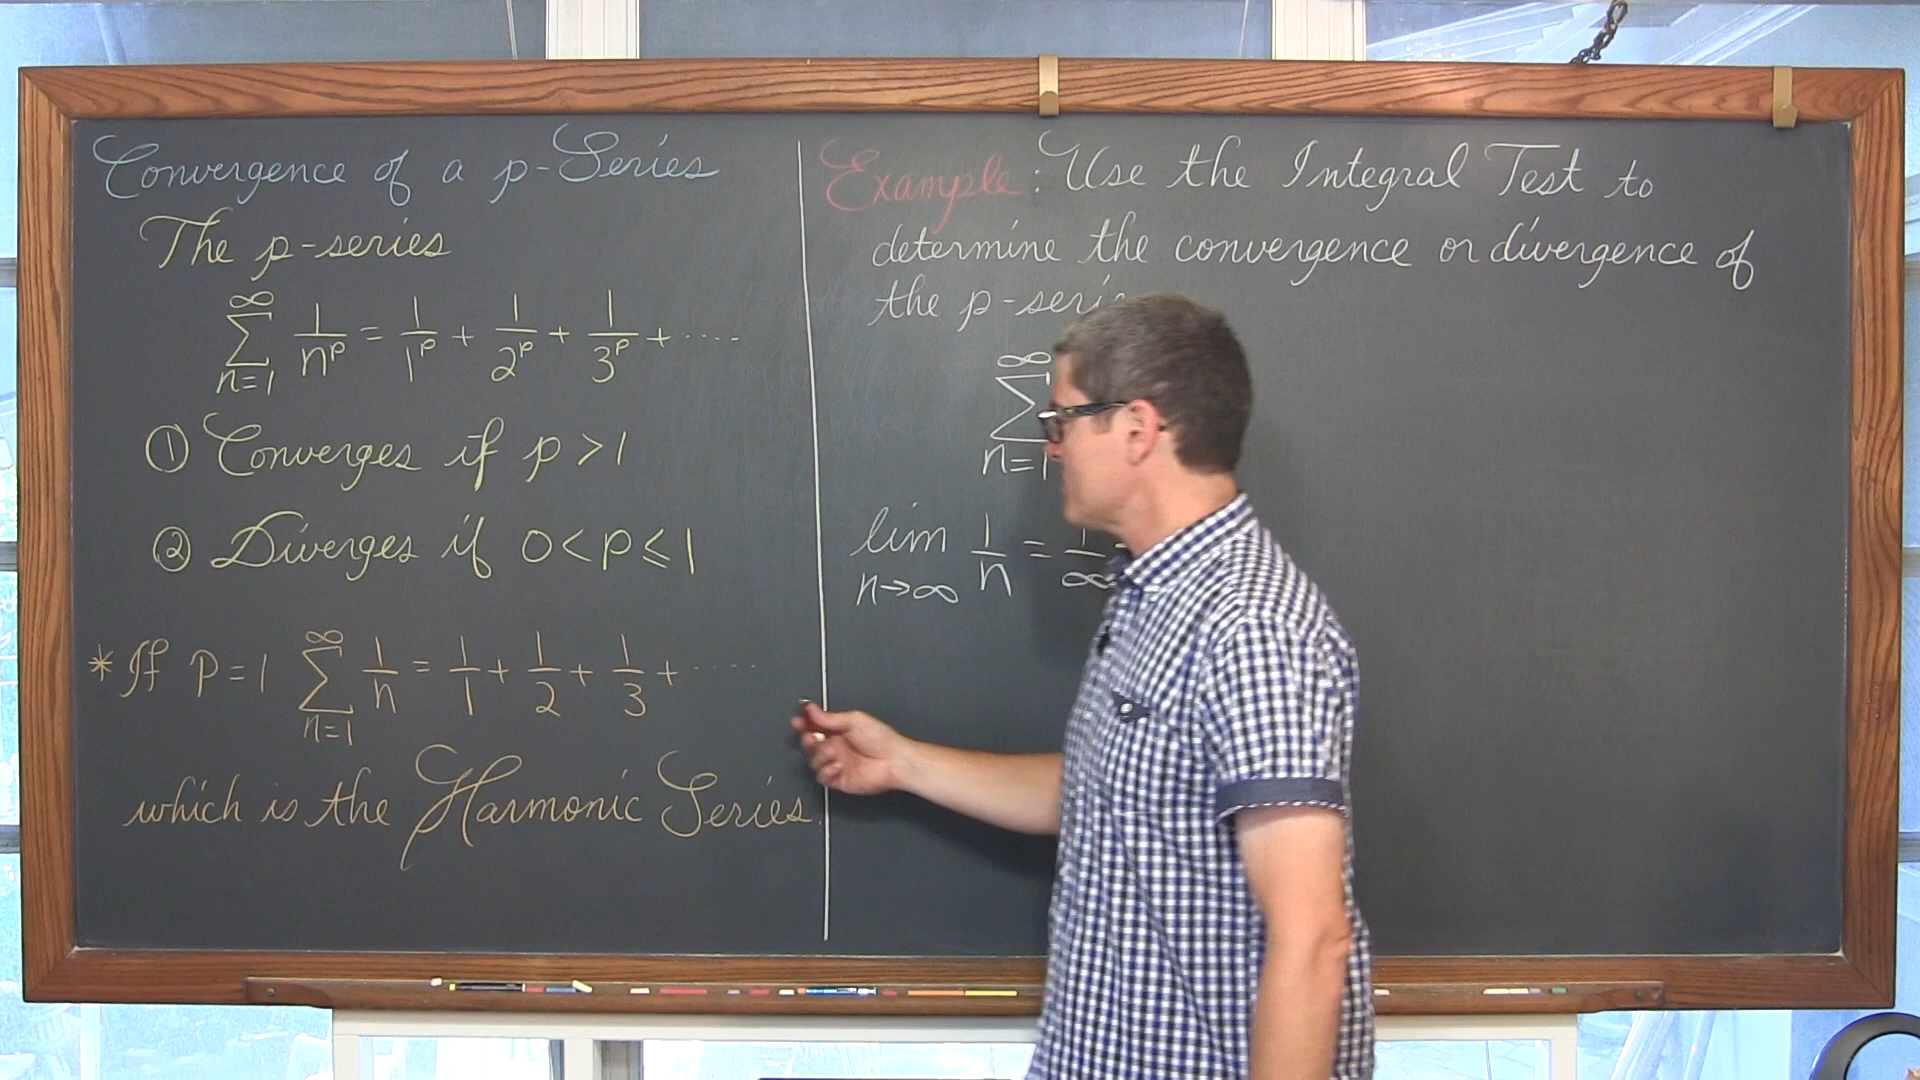 Convergence of a p-Series
The p-series
∞ ∑ n=1 1/n^p = 1/1^p + 1/2^p + 1/3^p + ....
① Converges if p > 1
② Diverges if 0 < p ≤ 1
* If P = 1 ∞ ∑ n=1 1/n = 1/1 + 1/2 + 1/3 + .....
which is the Harmonic Series.
Example: Use the Integral Test to
determine the convergence or divergence of
the
∞ ∑ n=1
lim n→∞ 1/n = 1/∞